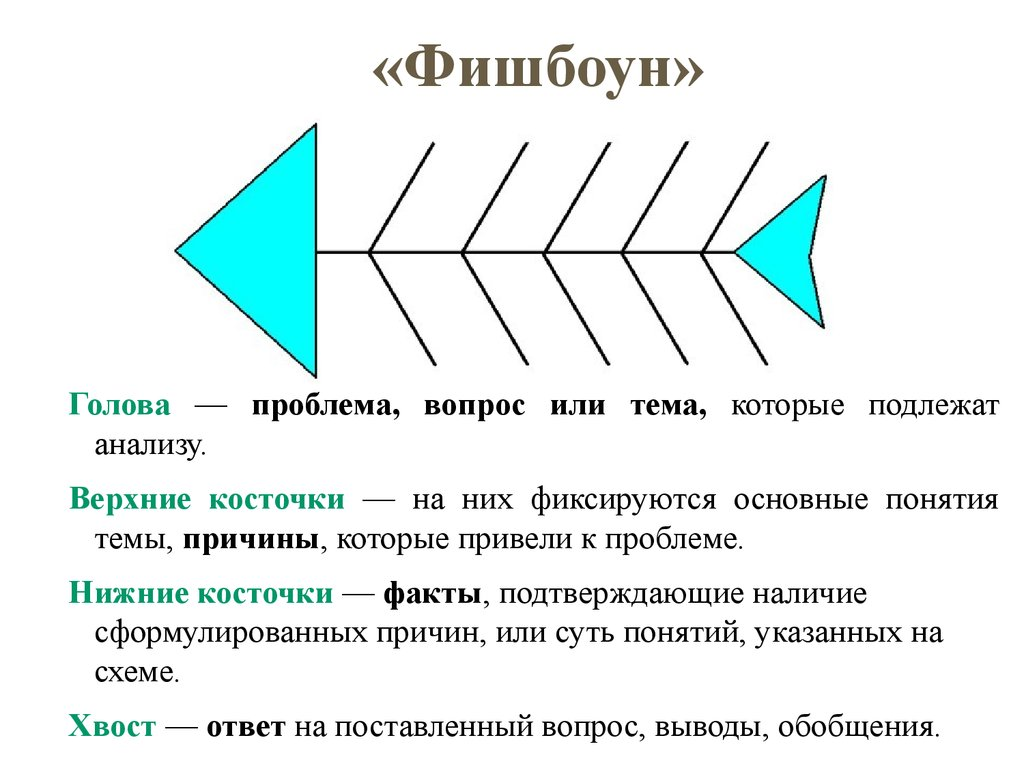 «Фишбоун»
Голова — проблема, вопрос или тема, которые подлежат
анализу.
Верхние косточки — на них фиксируются основные понятия
темы, причины, которые привели к проблеме.
Нижние косточки — факты, подтверждающие наличие
сформулированных причин, или суть понятий, указанных на
схеме.
Хвост — ответ на поставленный вопрос, выводы, обобщения.